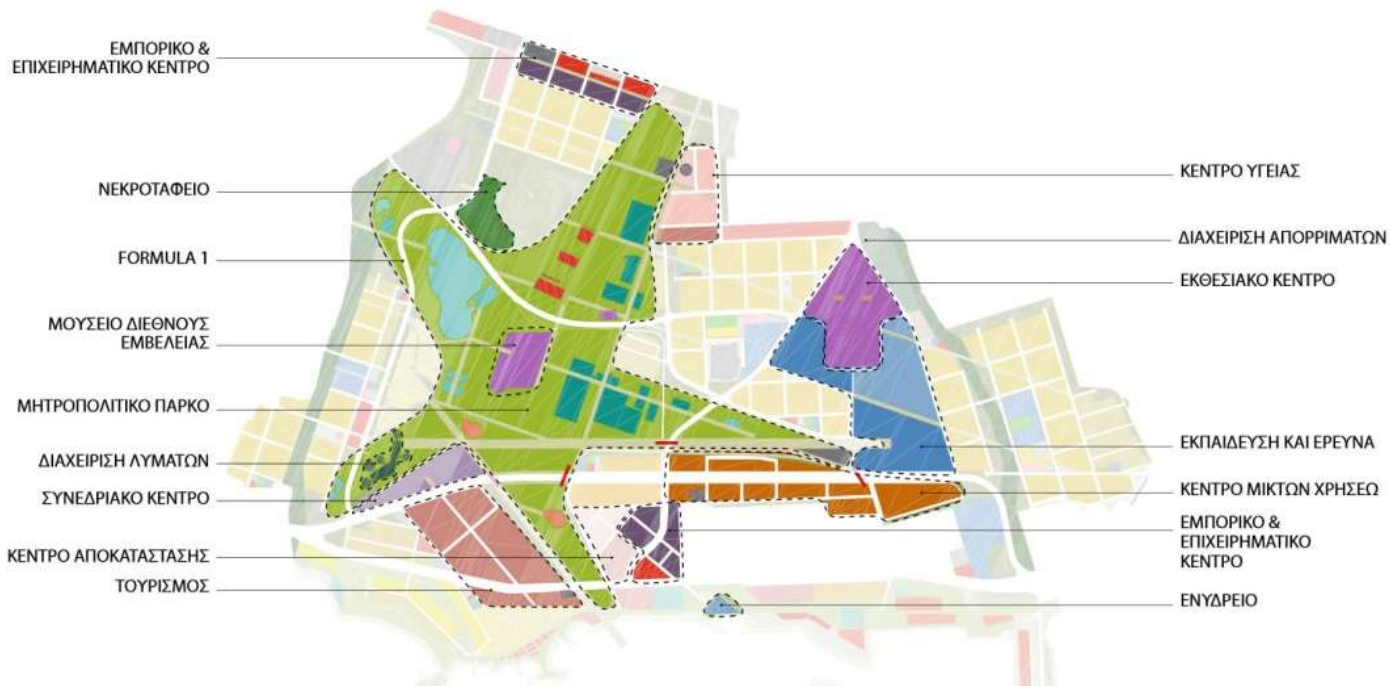 ΕΜΠΟΡΙΚΟ &
ΕΠΙΧΕΙΡΗΜΑΤΙΚΟ ΚΕΝΤΡΟ
ΝΕΚΡΟΤΑΦΕΙΟ
FORMULA 1
ΜΟΥΣΕΙΟ ΔΙΕΘΝΟΥΣ
ΕΜΒΕΛΕΙΑΣ
ΜΗΤΡΟΠΟΛΙΤΙΚΟ ΠΑΡΚΟ
ΔΙΑΧΕΙΡΙΣΗ ΛΥΜΑΤΩΝ
ΣΥΝΕΔΡΙΑΚΟ ΚΕΝΤΡΟ
ΚΕΝΤΡΟ ΑΠΟΚΑΤΑΣΤΑΣΗΣ
ΤΟΥΡΙΣΜΟΣ
ΚΕΝΤΡΟ ΥΓΕΙΑΣ
ΔΙΑΧΕΙΡΙΣΗ ΑΠΟΡΡΙΜΑΤΩΝ
ΕΚΘΕΣΙΑΚΟ ΚΕΝΤΡΟ
ΕΚΠΑΙΔΕΥΣΗ ΚΑΙ ΕΡΕΥΝΑ
ΚΕΝΤΡΟ ΜΙΚΤΩΝ ΧΡΗΣΕΩ
ΕΜΠΟΡΙΚΟ &
ΕΠΙΧΕΙΡΗΜΑΤΙΚΟ
ΚΕΝΤΡΟ
ΕΝΥΔΡΕΙΟ